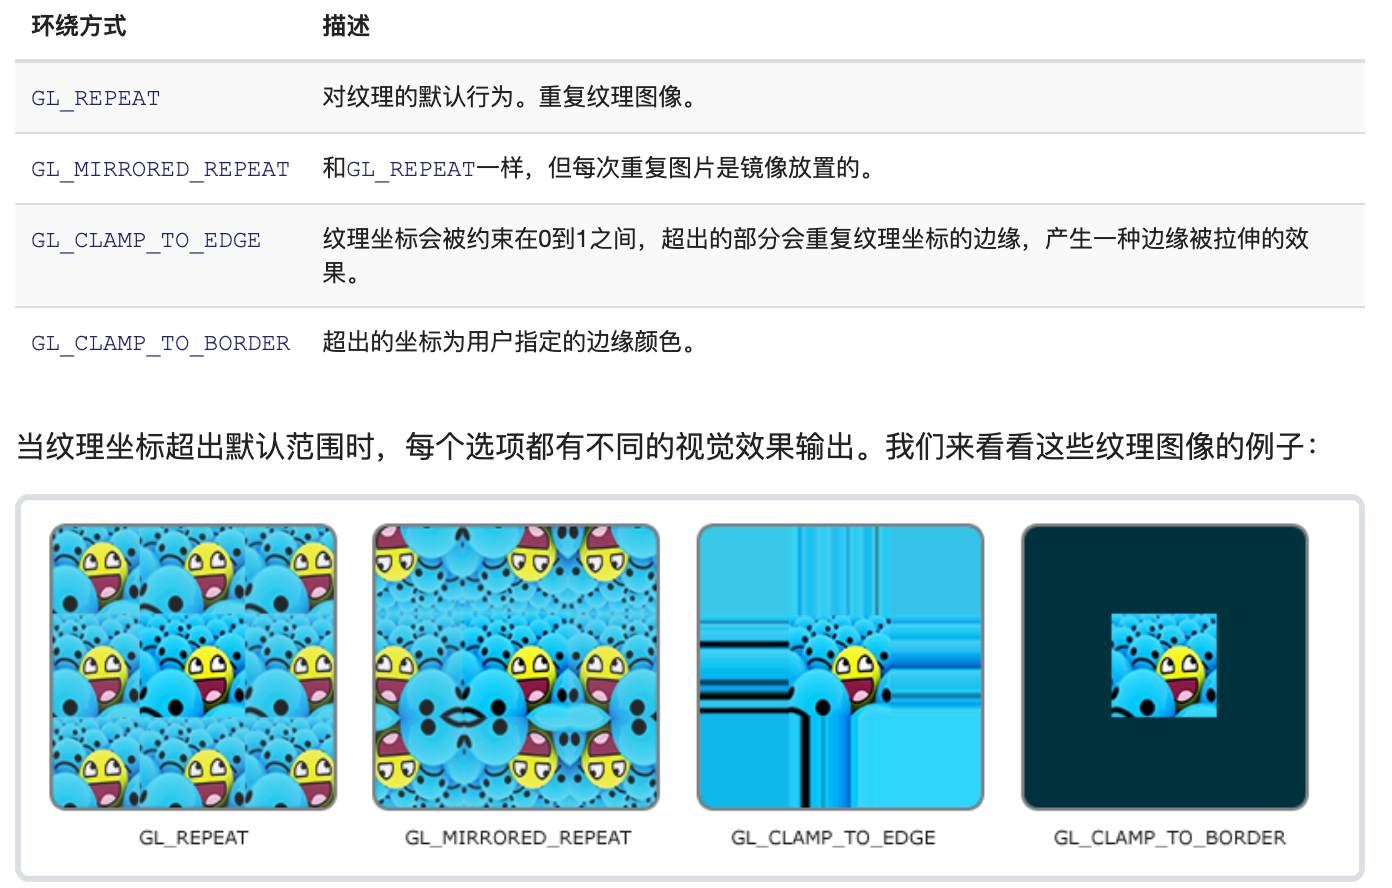 环绕方式 描述
GL_REPEAT 对纹理的默认行为。重复纹理图像。
GL_MIRRORED_REPEAT 和GL_REPEAT一样，但每次重复图片是镜像放置的。
GL_CLAMP_TO_EDGE 纹理坐标会被约束在0到1之间，超出的部分会重复纹理坐标的边缘，产生一种边缘被拉伸的效
果。
GL_CLAMP_TO_BORDER 超出的坐标为用户指定的边缘颜色。
当纹理坐标超出默认范围时，每个选项都有不同的视觉效果输出。我们来看看这些纹理图像的例子：
GL_REPEAT GL_MIRRORED_REPEAT GL_CLAMP_TO_EDGE GL_CLAMP_TO_BORDER